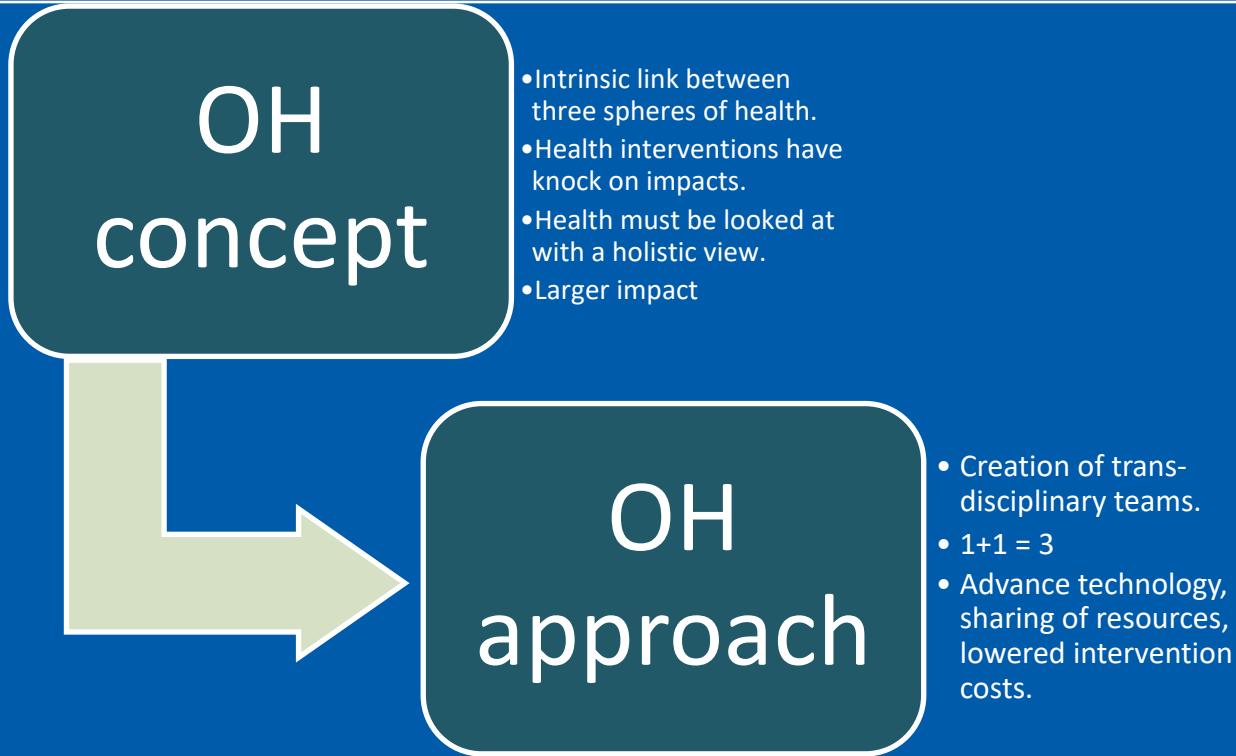 OH
concept
•Intrinsic link between
three spheres of health.
•Health interventions have
knock on impacts.
•Health must be looked at
with a holistic view.
•Larger impact
OH
approach
• Creation of trans-
disciplinary teams.
• 1+1 = 3
• Advance technology,
sharing of resources,
lowered intervention
costs.